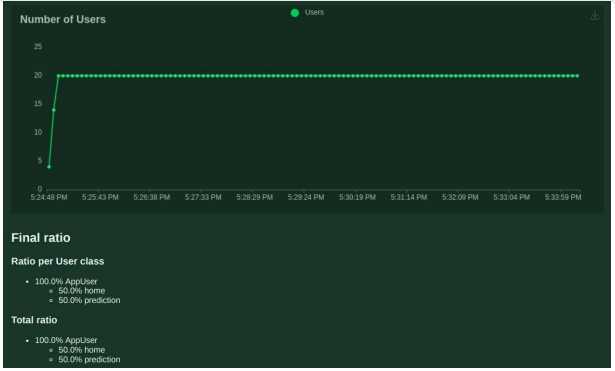 Number of Users
Users
25
20
15
10
5
0
5:24:48 PM 5:25:43 PM 5:26:38 PM 5:27:33 PM 5:28:29 PM 5:29:24 PM 5:30:19 PM 5:31:14 PM 5:32:09 PM 5:33:04 PM 5:33:59 PM
Final ratio
Ratio per User class
• 100.0% AppUser
◦ 50.0% home
◦ 50.0% prediction
Total ratio
• 100.0% AppUser
◦ 50.0% home
◦ 50.0% prediction